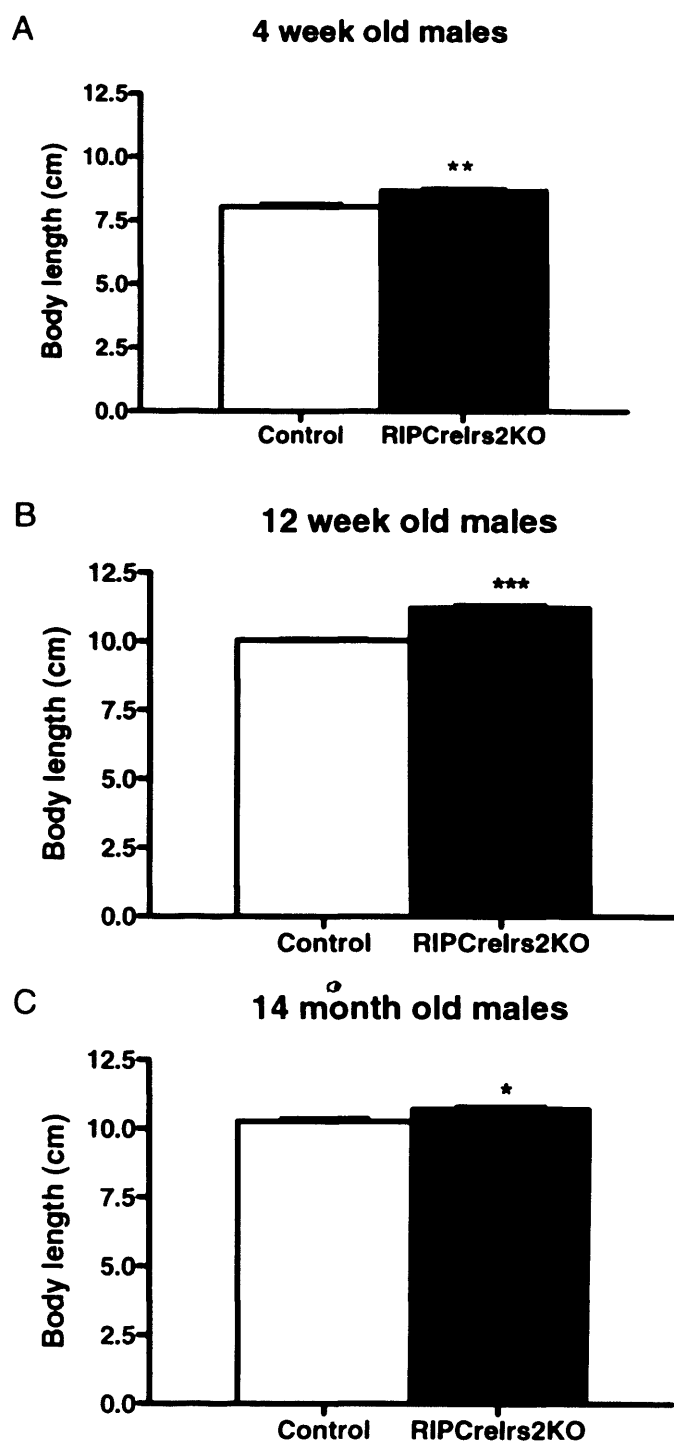 A
4 week old males
12.5
10.0
7.5
5.0
2.5
0.0
Body length (cm)
**
Control RIPCreIrs2KO
B
12 week old males
12.5
10.0
7.5
5.0
2.5
0.0
Body length (cm)
***
Control RIPCreIrs2KO
C
14 month old males
12.5
10.0
7.5
5.0
2.5
0.0
Body length (cm)
*
Control RIPCreIrs2KO